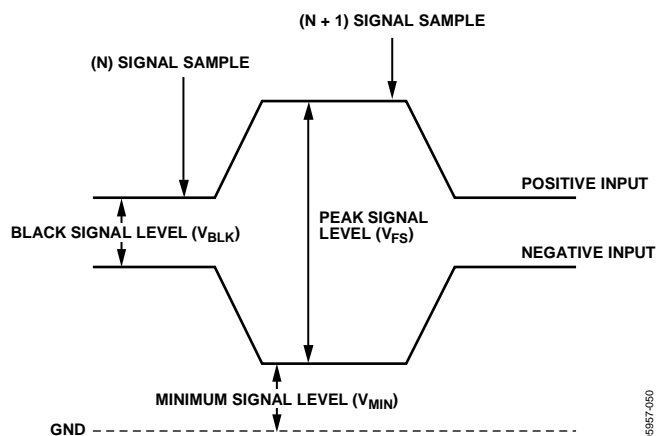 (N + 1) SIGNAL SAMPLE
(N) SIGNAL SAMPLE
POSITIVE INPUT
PEAK SIGNAL
LEVEL (VFS)
BLACK SIGNAL LEVEL (VBLK)
NEGATIVE INPUT
MINIMUM SIGNAL LEVEL (VMIN)
GND
05957-050